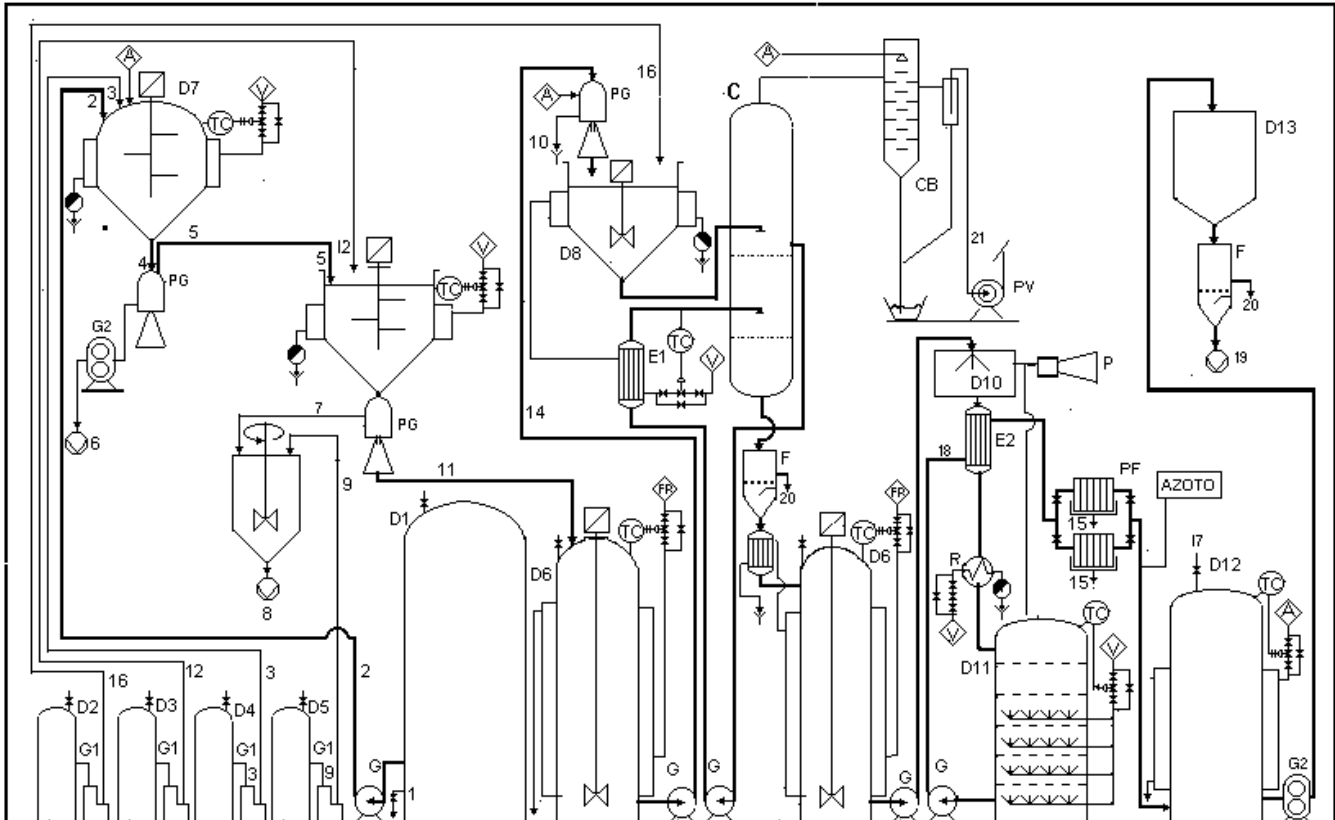 A
D7
V
3
2
TC
16
A
PG
10
A
C
D13
CB
4
5
PG
5
I2
TC
V
D8
21
PV
F
20
19
G2
6
E1
TC
V
D10
P
7
PG
14
E2
18
PF
F
20
9
11
AZOTO
FR
FR
8
D1
D6
TC
TC
D6
R
15
15
I7
D12
TC
A
V
TC
V
D11
2
16
12
3
D2
D3
D4
D5
G1
G1
G1
G1
3
9
G
1
G
G
G
G
G2